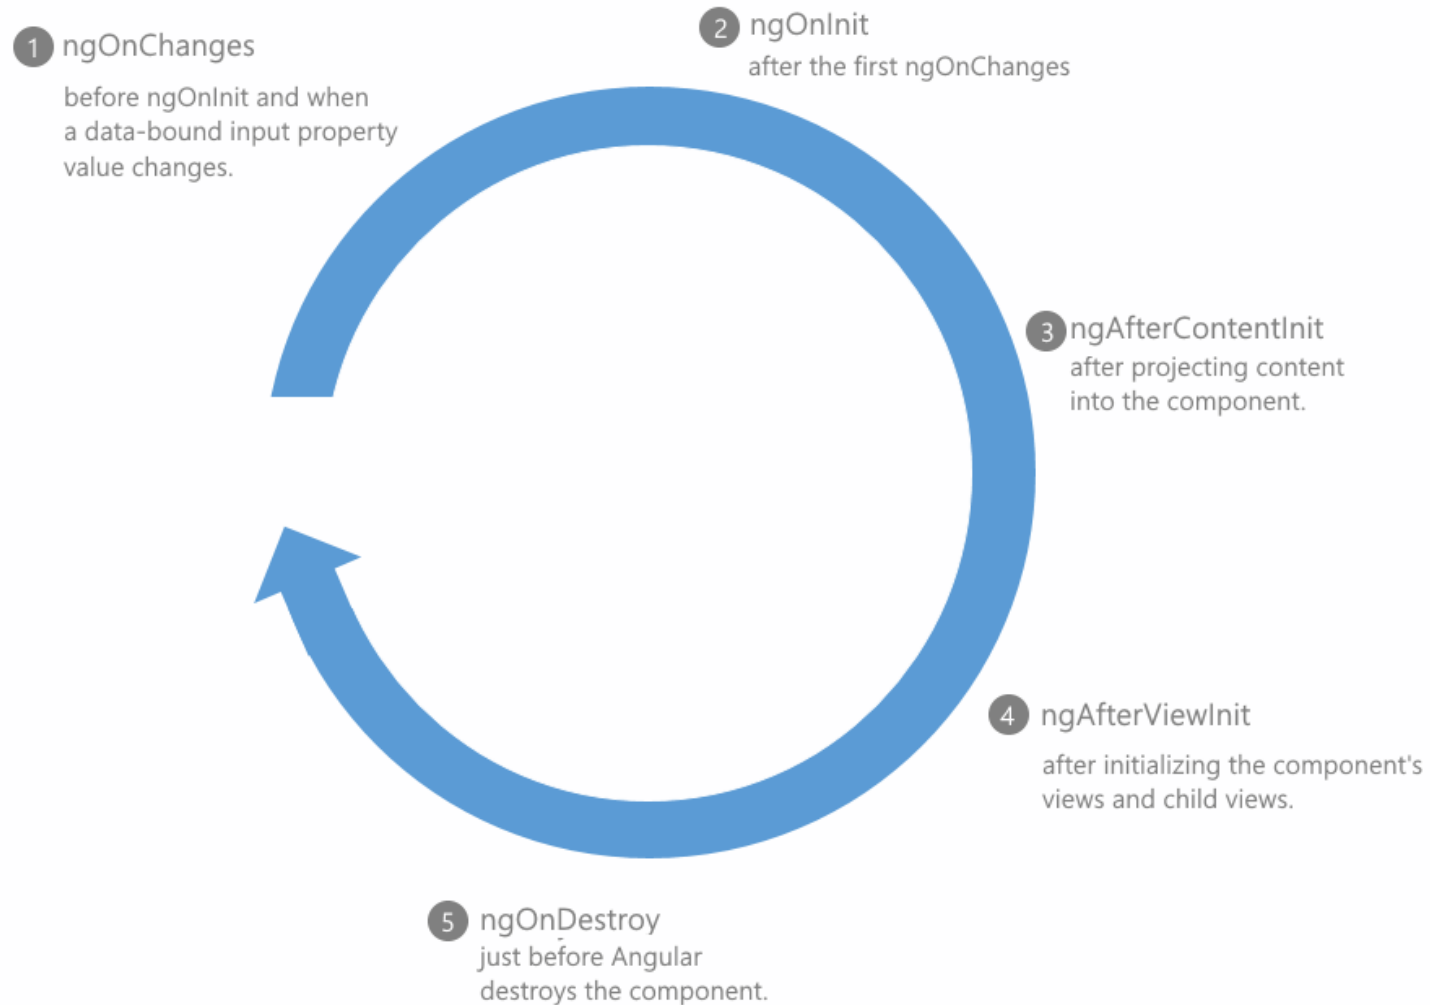 1 ngOnChanges
before ngOnInit and when
a data-bound input property
value changes.
2 ngOnInit
after the first ngOnChanges
3 ngAfterContentInit
after projecting content
into the component.
4 ngAfterViewInit
after initializing the component's
views and child views.
5 ngOnDestroy
just before Angular
destroys the component.